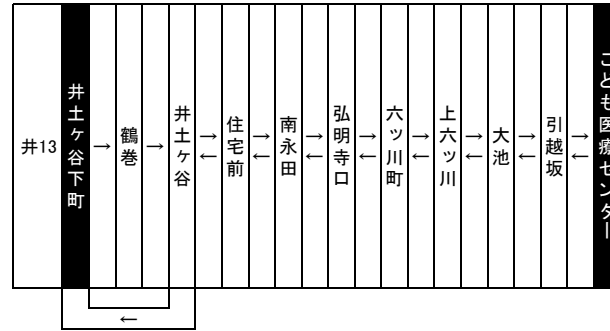 井13
井土ヶ谷下町
→
鶴巻
→
井土ヶ谷
→
←
住宅前
→
←
南永田
→
←
弘明寺口
→
←
六ッ川町
→
←
上六ッ川
→
←
大池
→
←
引越坂
→
←
こども医療センター
←